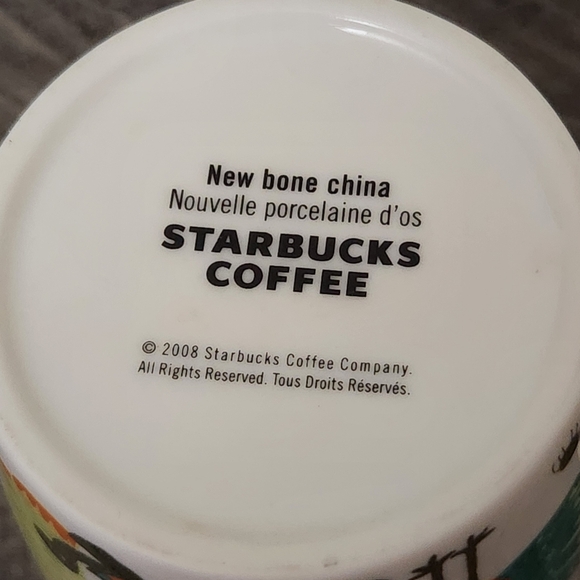 New bone china
Nouvelle porcelaine d'os
STARBUCKS
COFFEE
© 2008 Starbucks Coffee Company.
All Rights Reserved. Tous Droits Réservés.